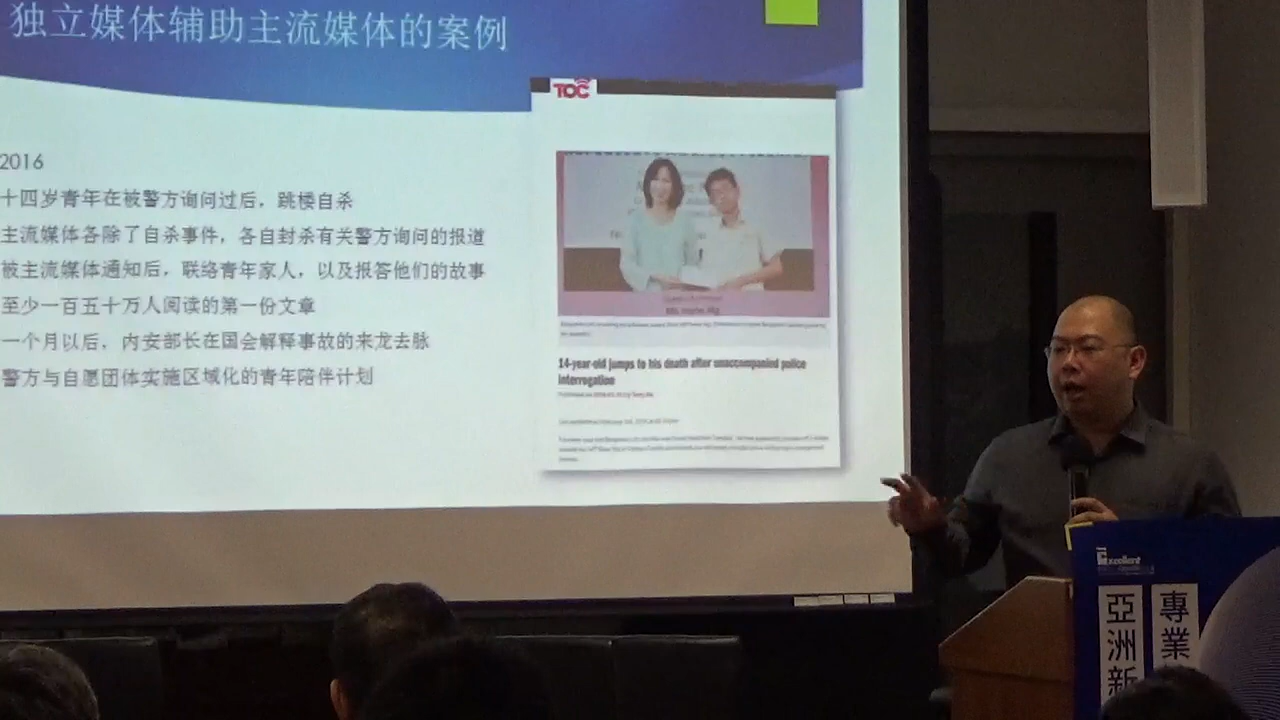 独立媒体辅助主流媒体的案例
TOC
2016
十四岁青年在被警方询问过后，跳楼自杀
主流媒体各除了自杀事件，各自封杀有关警方询问的报道
被主流媒体通知后，联络青年家人，以及报答他们的故事
至少一百五十万人阅读的第一份文章
一个月以后，内安部长在国会解释事故的来龙去脉
警方与自愿团体实施区域化的青年陪伴计划
14-year-old jumps to his death after unaccompanied police
interrogation
Excellent
專業
亞洲新